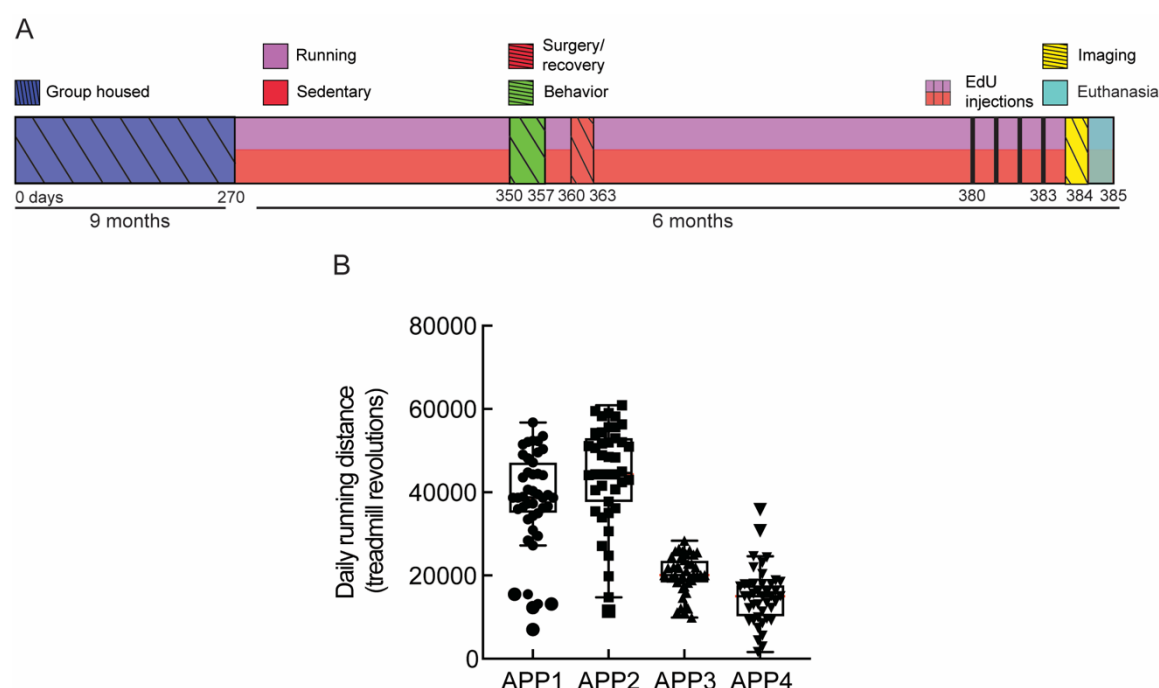 A
Running
Surgery/
recovery
Imaging
Group housed
Sedentary
Behavior
EdU
injections
Euthanasia
0 days
270
350 357 360 363
380
383
384
385
9 months
6 months
B
Daily running distance
(treadmill revolutions)
80000
60000
40000
20000
0
APP1 APP2 APP3 APP4